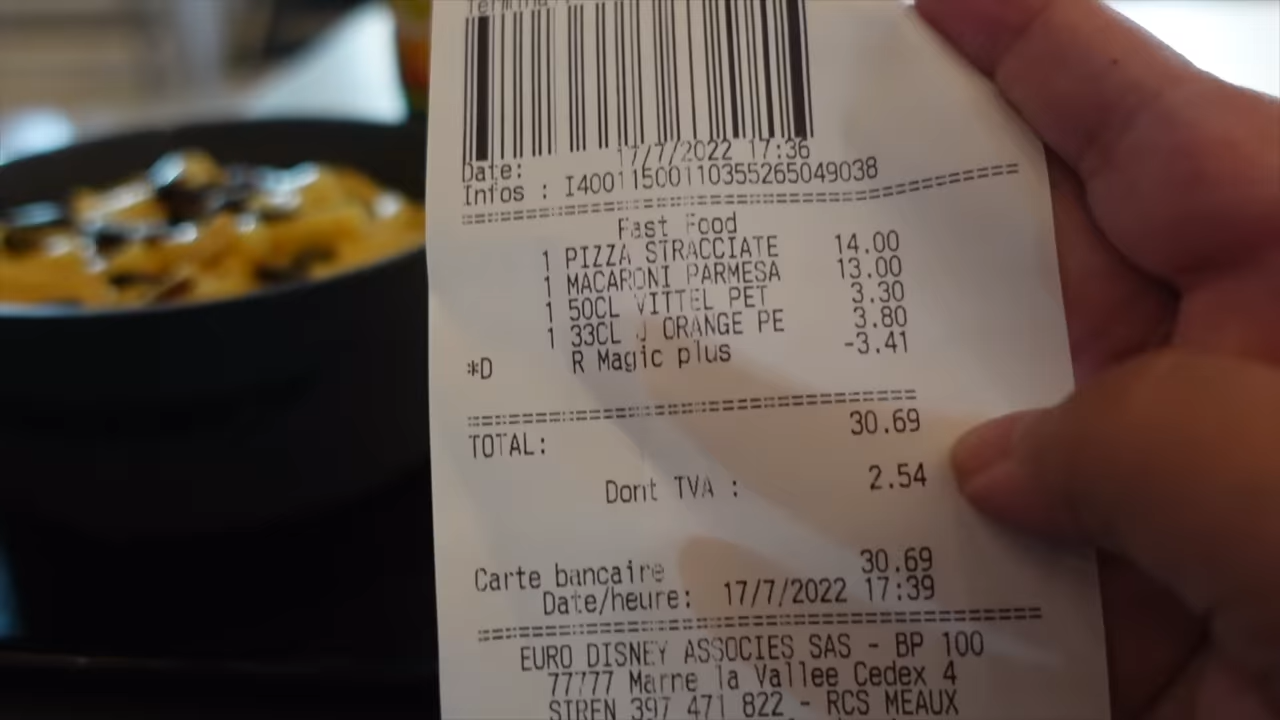 Date: 17/7/2022 17:36
Infos : I40011500110355265049038
Fast Food
1 PIZZA STRACCIATE 14.00
1 MACARONI PARMESA 13.00
1 50CL VITTEL PET 3.30
1 33CL J ORANGE PE 3.80
*D R Magic plus -3.41
TOTAL: 30.69
Dont TVA : 2.54
Carte bancaire 30.69
Date/heure: 17/7/2022 17:39
EURO DISNEY ASSOCIES SAS - BP 100
77777 Marne la Vallee Cedex 4
SIREN 397 471 822 - RCS MEAUX